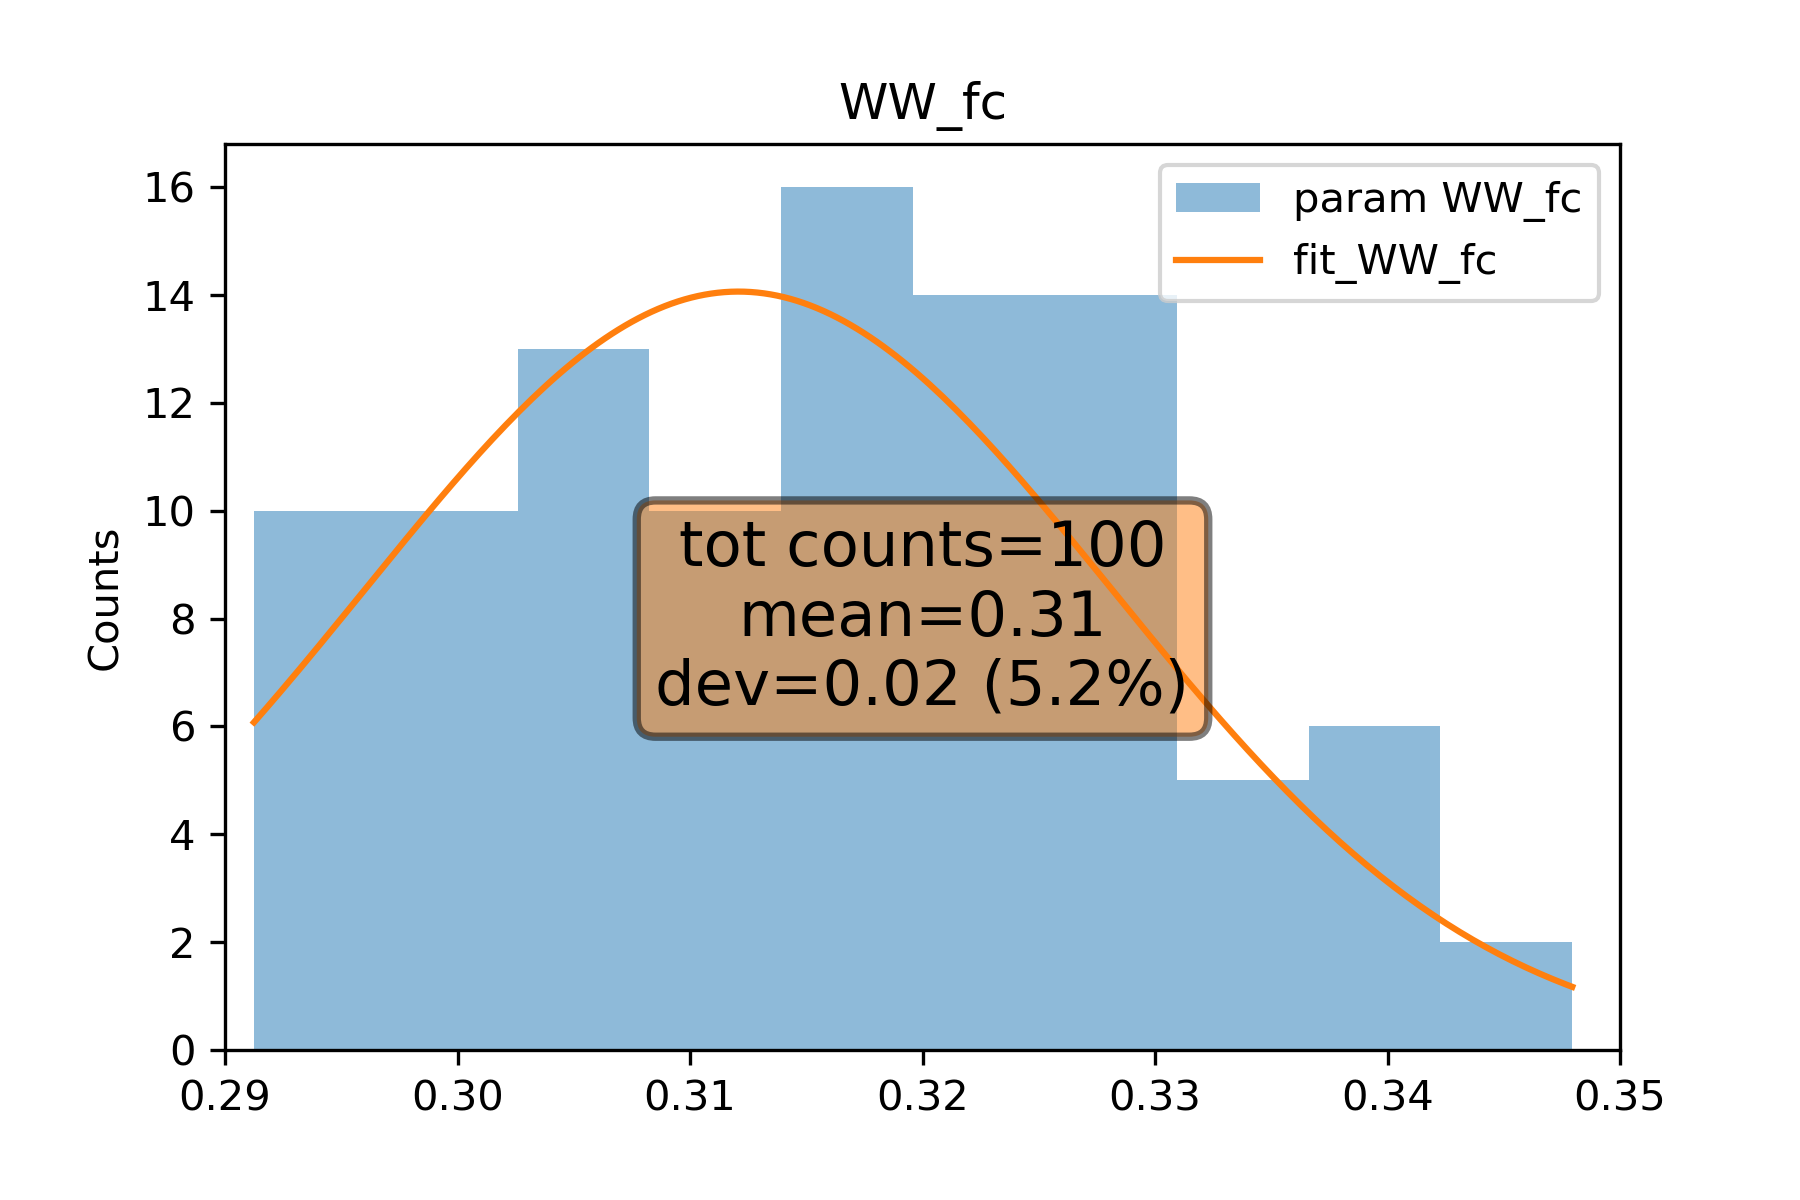 WW_fc
param WW_fc
fit_WW_fc
Counts
16
14
12
10
8
6
4
2
0
tot counts=100
mean=0.31
dev=0.02 (5.2%)
0.29 0.30 0.31 0.32 0.33 0.34 0.35